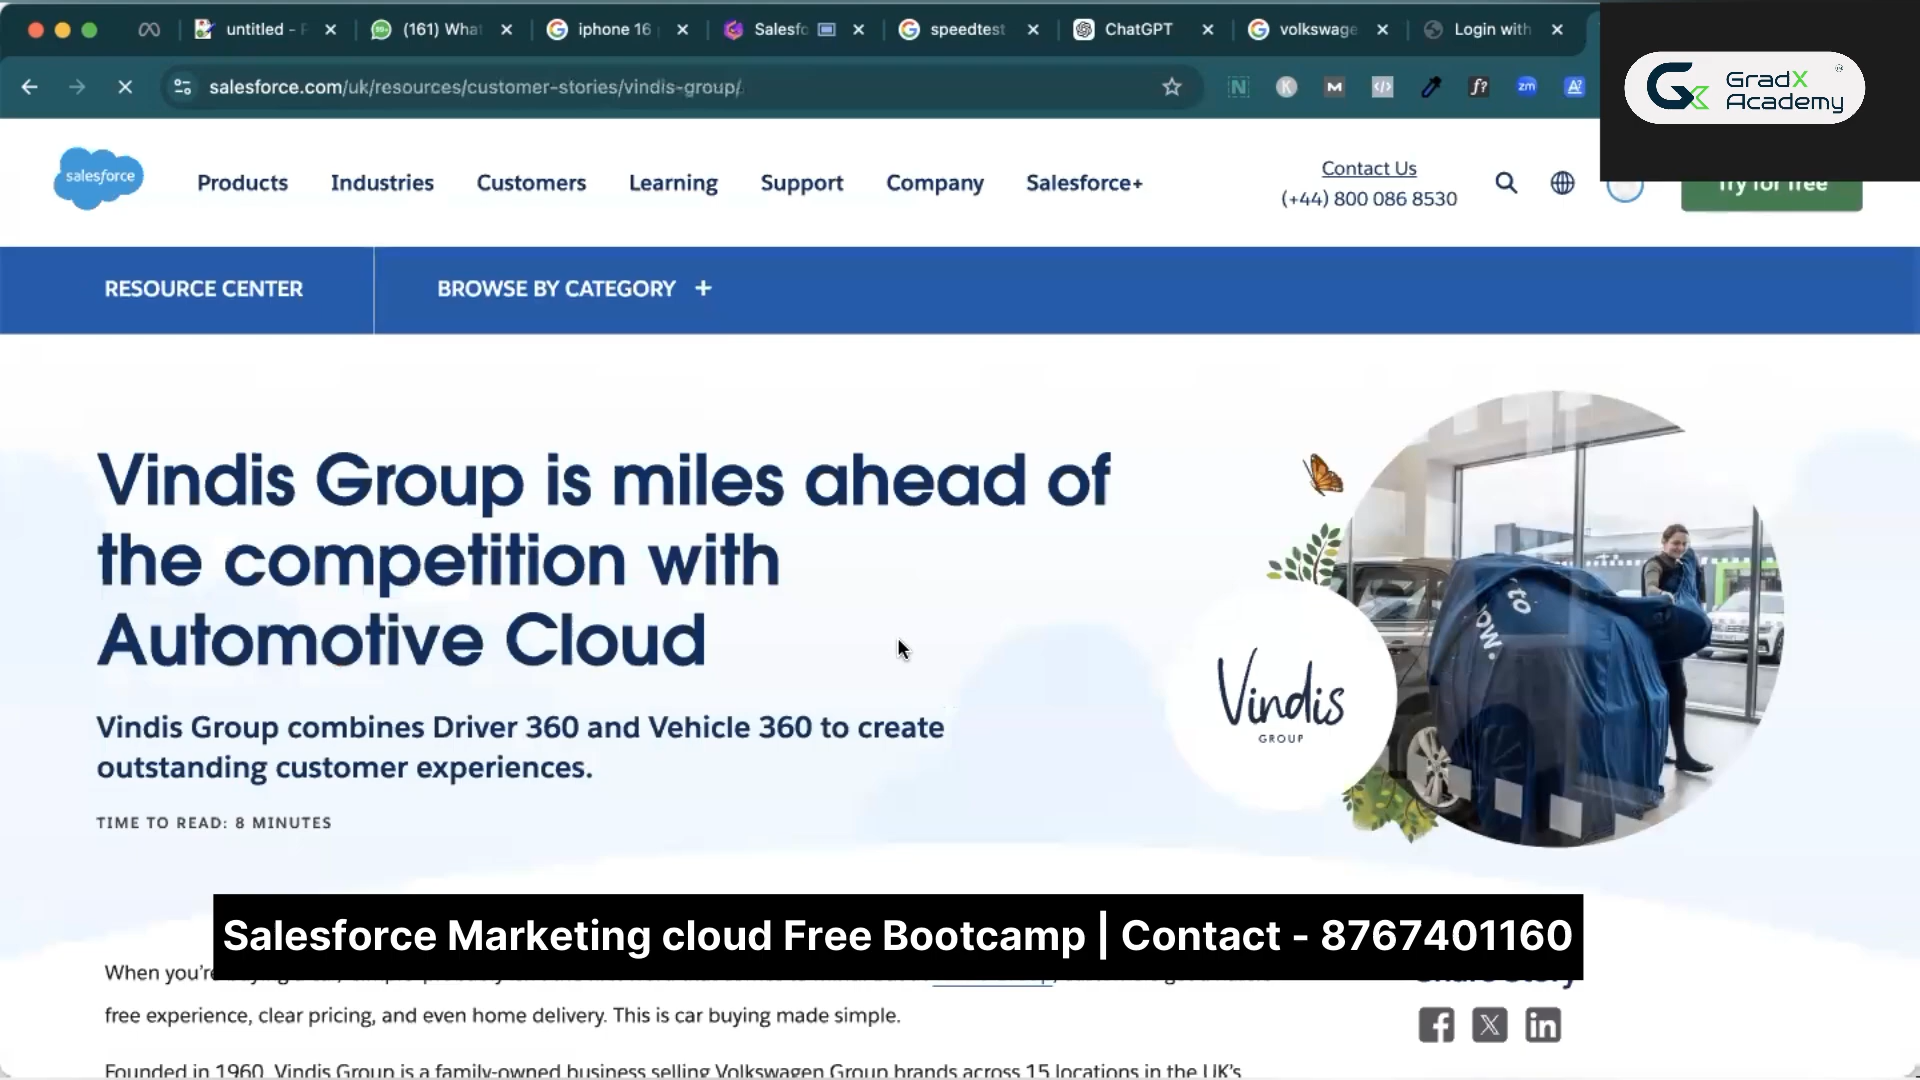 untitled -
(161) What
iphone 16
Salesfo
speedtest
ChatGPT
volkswage
Login with
salesforce.com/uk/resources/customer-stories/vindis-group/
GradX
Academy
salesforce
Products
Industries
Customers
Learning
Support
Company
Salesforce+
Contact Us
(+44) 800 086 8530
Try for free
RESOURCE CENTER
BROWSE BY CATEGORY +
Vindis Group is miles ahead of
the competition with
Automotive Cloud
Vindis Group combines Driver 360 and Vehicle 360 to create
outstanding customer experiences.
TIME TO READ: 8 MINUTES
to
ow.
Vindis
GROUP
Salesforce Marketing cloud Free Bootcamp | Contact - 8767401160
When you're
free experience, clear pricing, and even home delivery. This is car buying made simple.
Founded in 1960, Vindis Group is a family-owned business selling Volkswagen Group brands across 15 locations in the UK's